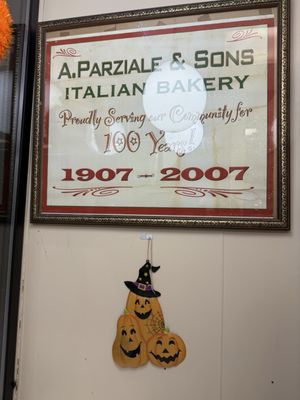 A. PARZIALE & SONS
ITALIAN BAKERY
Proudly Serving our Community for
100 Years!
1907 - 2007